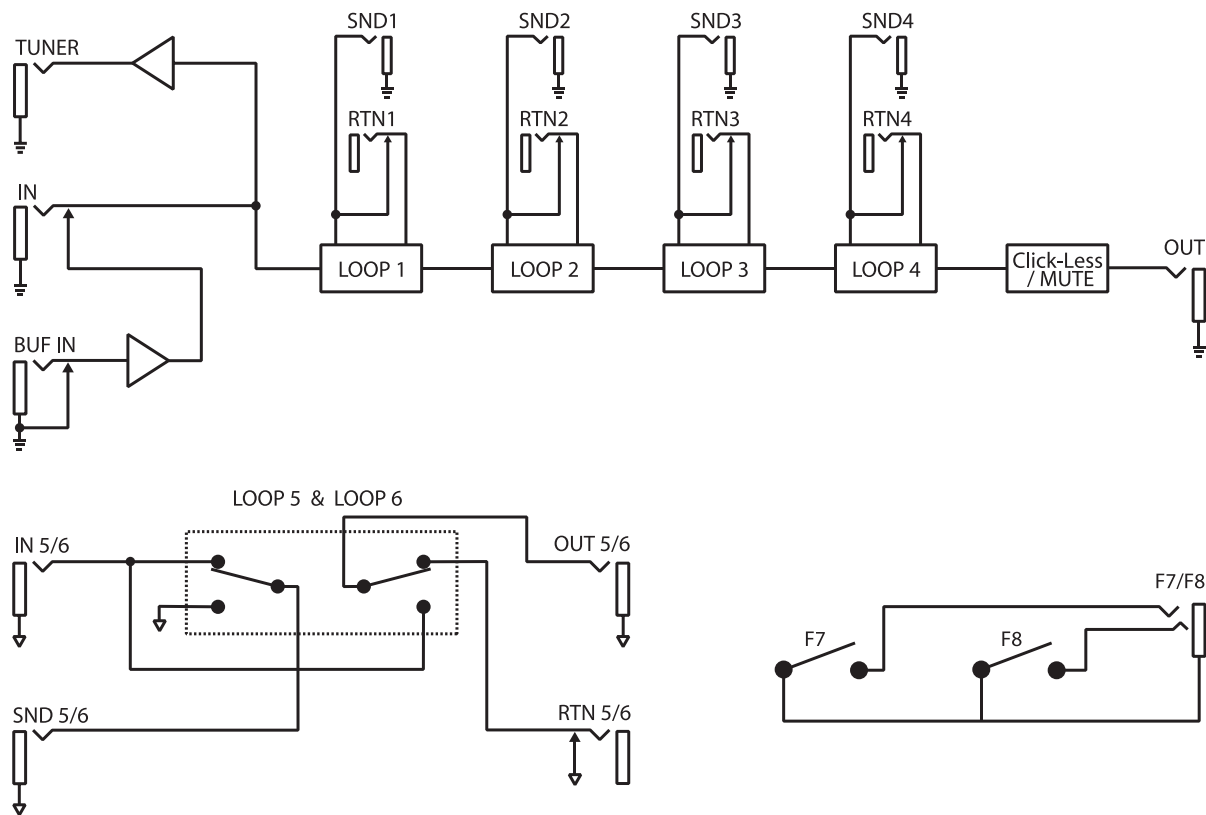 SND1
SND2
SND3
SND4
TUNER
RTN1
RTN2
RTN3
RTN4
IN
LOOP 1
LOOP 2
LOOP 3
LOOP 4
Click-Less
/ MUTE
OUT
BUF IN
LOOP 5 & LOOP 6
IN 5/6
OUT 5/6
F7/F8
F7
F8
SND 5/6
RTN 5/6